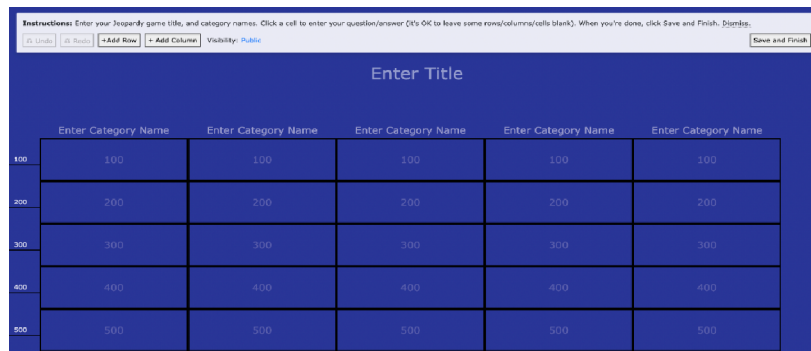 Instructions: Enter your Jeopardy game title, and category names. Click a cell to enter your question/answer (it's OK to leave some rows/columns/cells blank). When you're done, click Save and Finish. Dismiss.
Undo Redo +Add Row + Add Column Visibility: Public Save and Finish
Enter Title
Enter Category Name Enter Category Name Enter Category Name Enter Category Name Enter Category Name
100 100 100 100 100 100
200 200 200 200 200 200
300 300 300 300 300 300
400 400 400 400 400 400
500 500 500 500 500 500